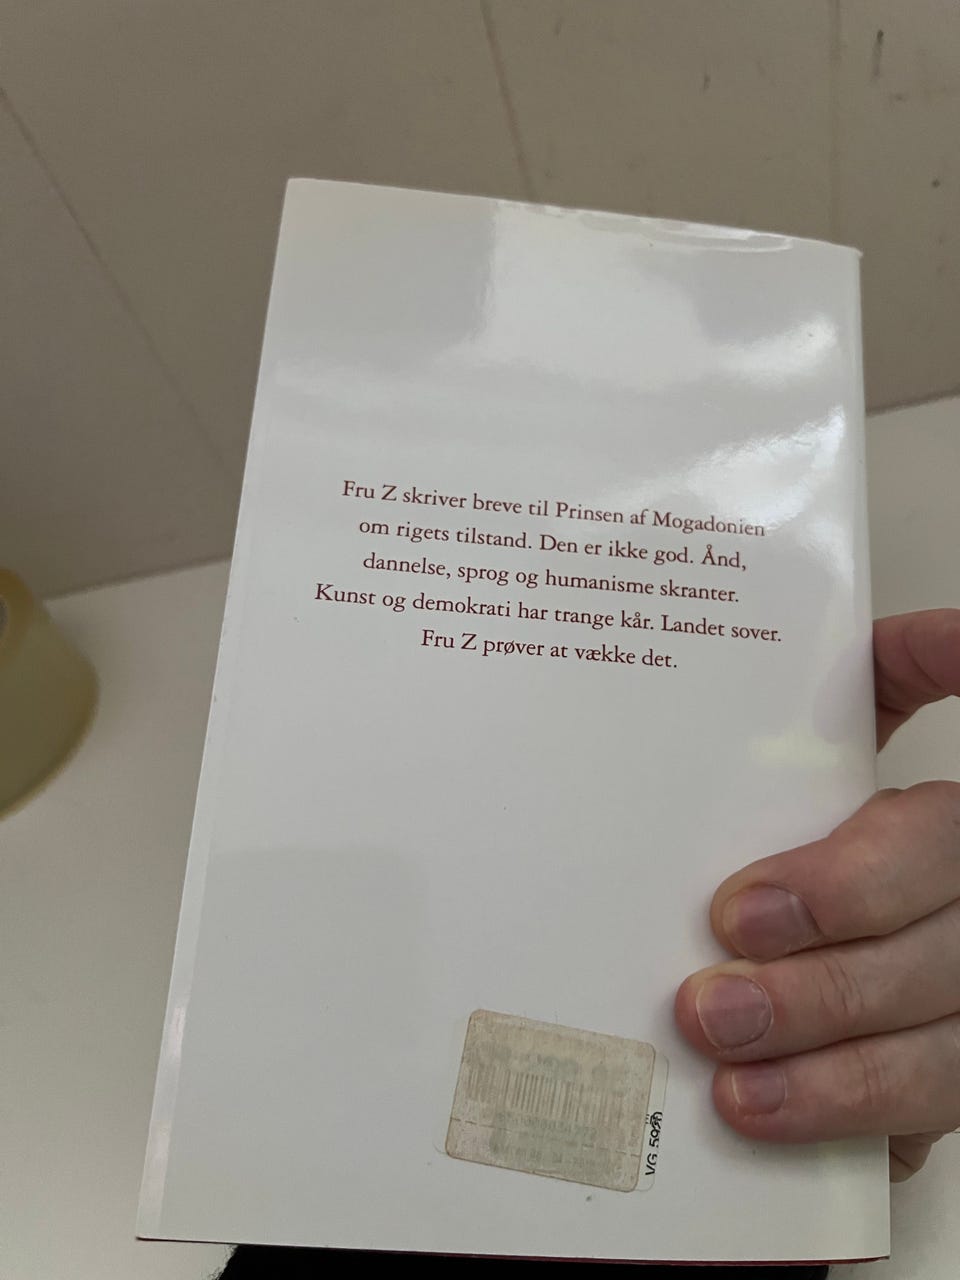 Fru Z skriver breve til Prinsen af Mogadonien
om rigets tilstand. Den er ikke god. Ånd,
dannelse, sprog og humanisme skranter.
Kunst og demokrati har trange kår. Landet sover.
Fru Z prøver at vække det.
VG